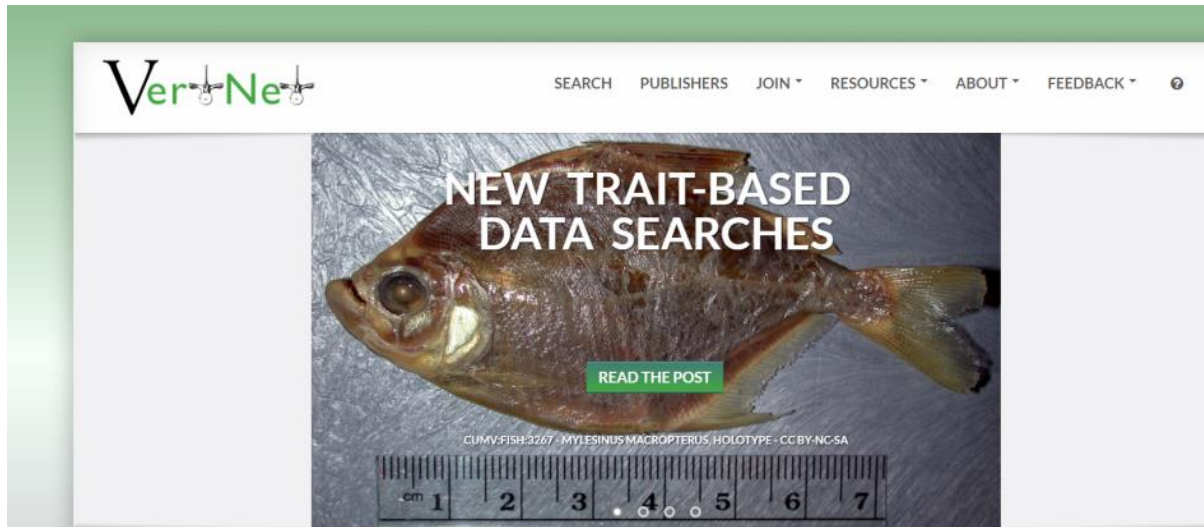 VertNet
SEARCH PUBLISHERS JOIN RESOURCES ABOUT FEEDBACK ?
NEW TRAIT-BASED
DATA SEARCHES
READ THE POST
CUMV:FISH:3267 - MYLESINUS MACROPTERUS, HOLOTYPE - CC BY-NC-SA
cm 1 2 3 4 5 6 7